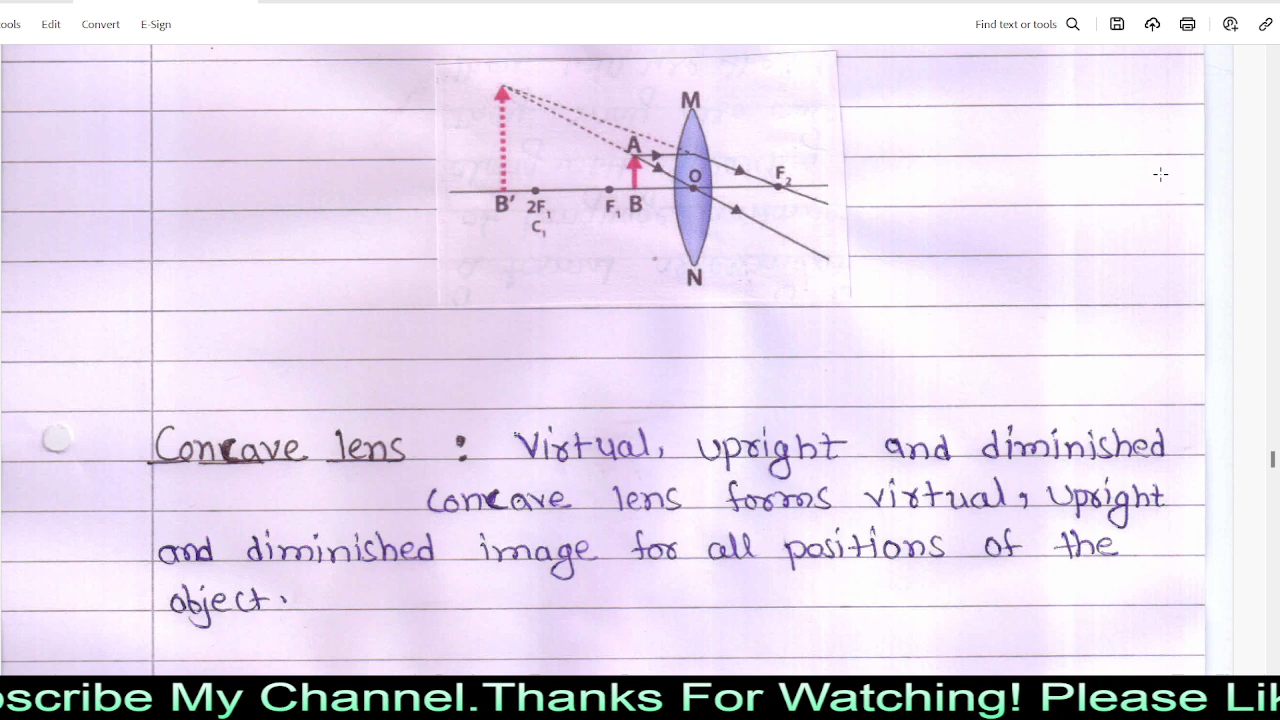 ools Edit Convert E-Sign Find text or tools
M
A
O F2
B' 2F1 F1 B
C1
N
Concave lens : Virtual, upright and diminished
concave lens forms virtual, upright
and diminished image for all positions of the
object.
oscribe My Channel.Thanks For Watching! Please Lik